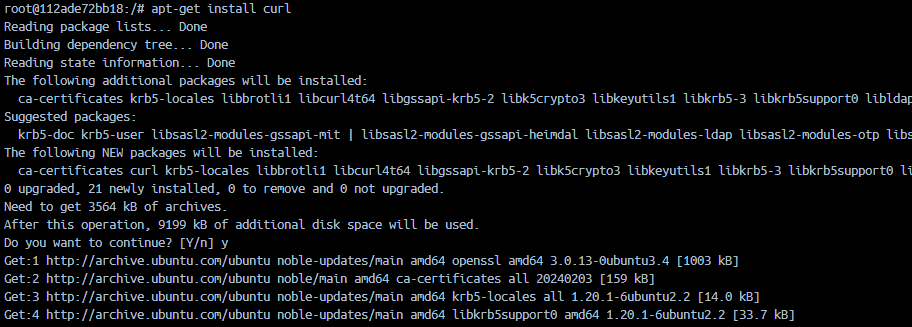 root@112ade72bb18:/# apt-get install curl
Reading package lists... Done
Building dependency tree... Done
Reading state information... Done
The following additional packages will be installed:
  ca-certificates krb5-locales libbrotli1 libcurl4t64 libgssapi-krb5-2 libk5crypto3 libkeyutils1 libkrb5-3 libkrb5support0 libldap
Suggested packages:
  krb5-doc krb5-user libsasl2-modules-gssapi-mit | libsasl2-modules-gssapi-heimdal libsasl2-modules-ldap libsasl2-modules-otp libs
The following NEW packages will be installed:
  ca-certificates curl krb5-locales libbrotli1 libcurl4t64 libgssapi-krb5-2 libk5crypto3 libkeyutils1 libkrb5-3 libkrb5support0 li
0 upgraded, 21 newly installed, 0 to remove and 0 not upgraded.
Need to get 3564 kB of archives.
After this operation, 9199 kB of additional disk space will be used.
Do you want to continue? [Y/n] y
Get:1 http://archive.ubuntu.com/ubuntu noble-updates/main amd64 openssl amd64 3.0.13-0ubuntu3.4 [1003 kB]
Get:2 http://archive.ubuntu.com/ubuntu noble/main amd64 ca-certificates all 20240203 [159 kB]
Get:3 http://archive.ubuntu.com/ubuntu noble-updates/main amd64 krb5-locales all 1.20.1-6ubuntu2.2 [14.0 kB]
Get:4 http://archive.ubuntu.com/ubuntu noble-updates/main amd64 libkrb5support0 amd64 1.20.1-6ubuntu2.2 [33.7 kB]